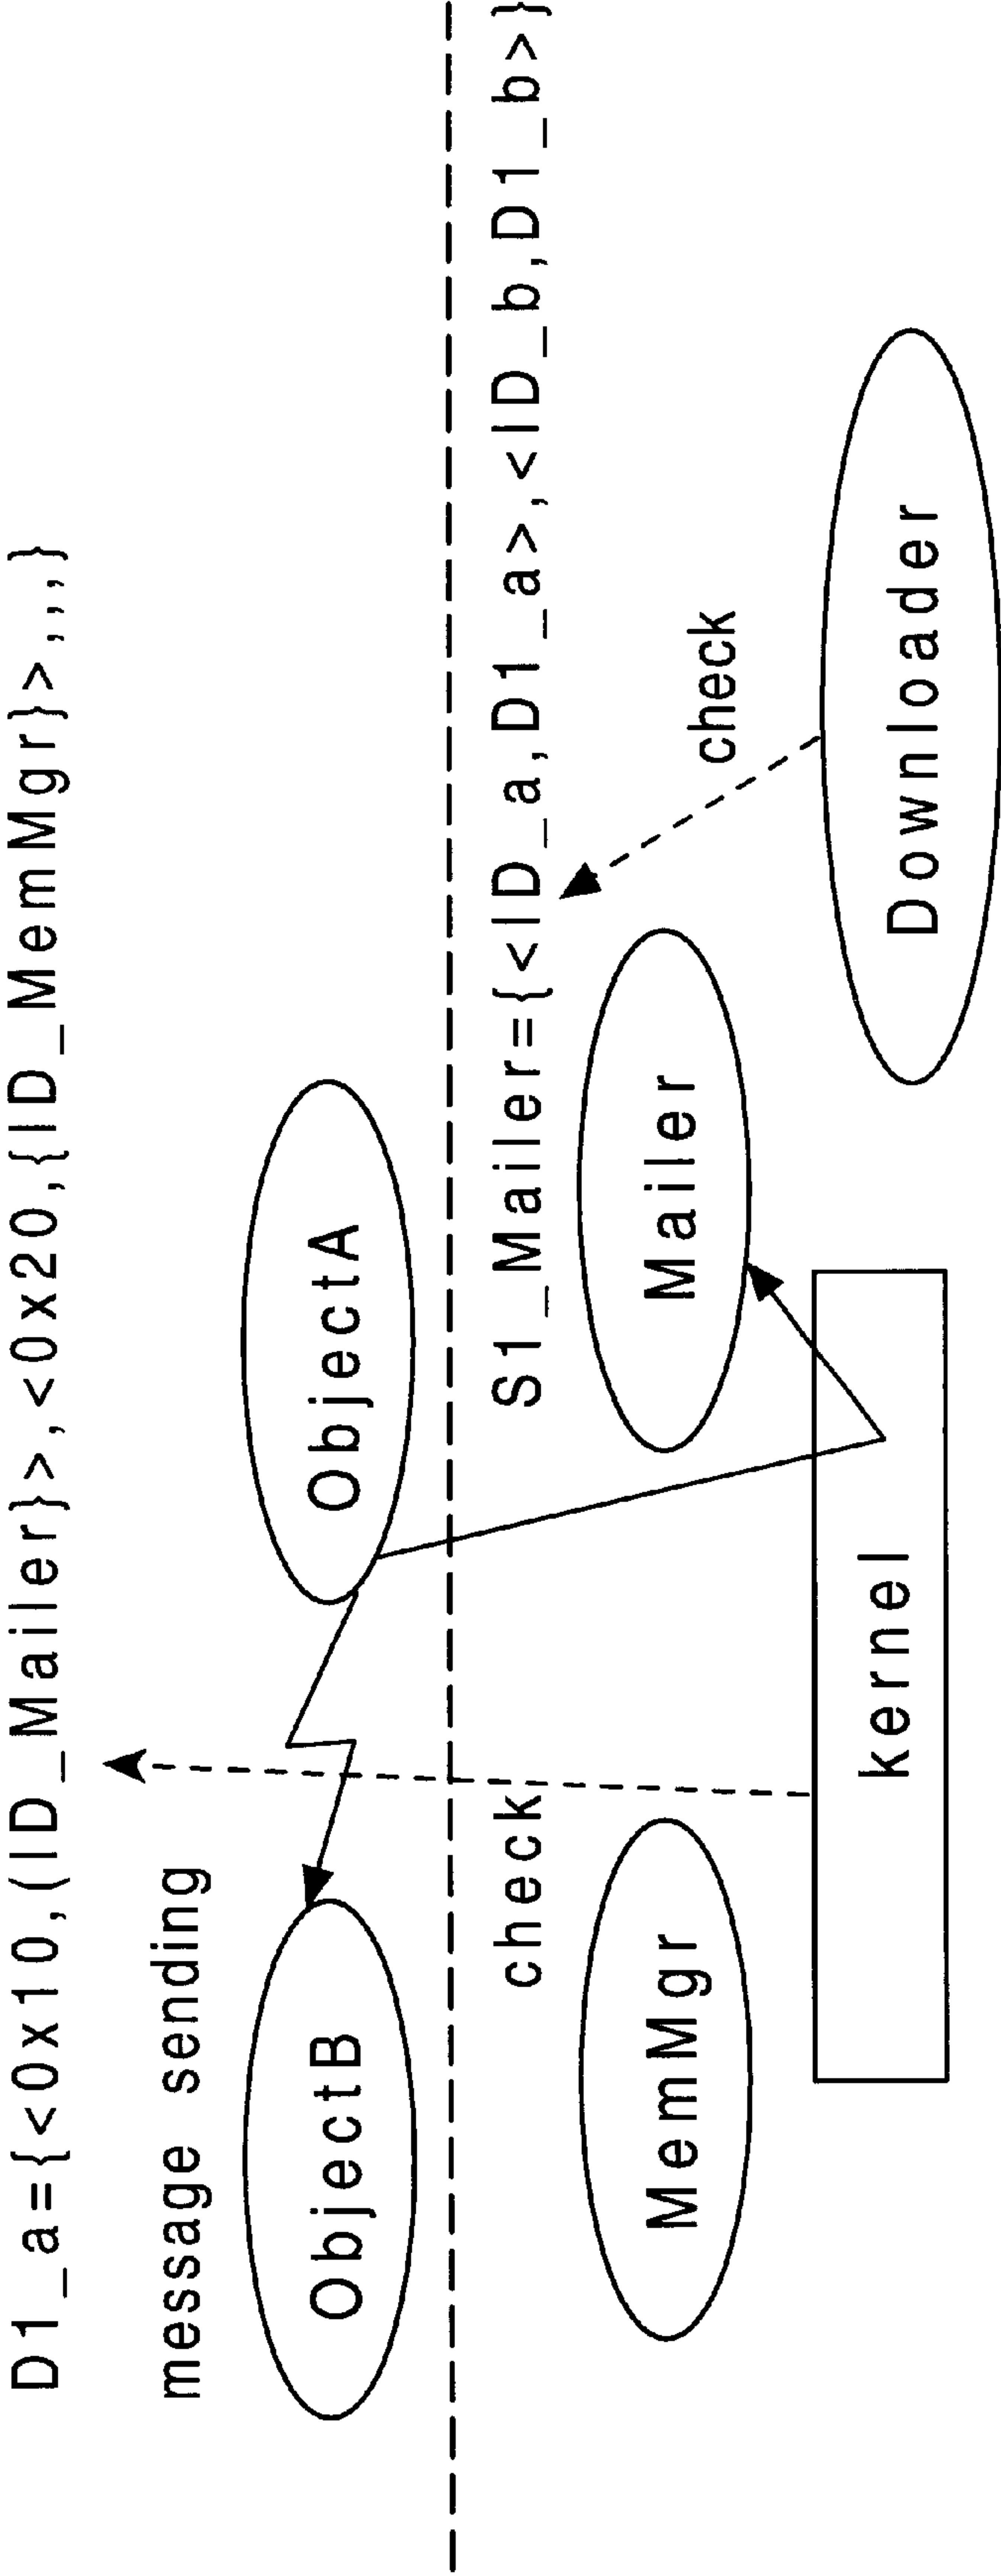 D1_a={<0x10,(ID_Mailer}>,<0x20,{ID_MemMgr}>,,,}
message sending
ObjectB
ObjectA
check
S1_Mailer={<ID_a,D1_a>,<ID_b,D1_b>}
MemMgr
Mailer
check
kernel
Downloader